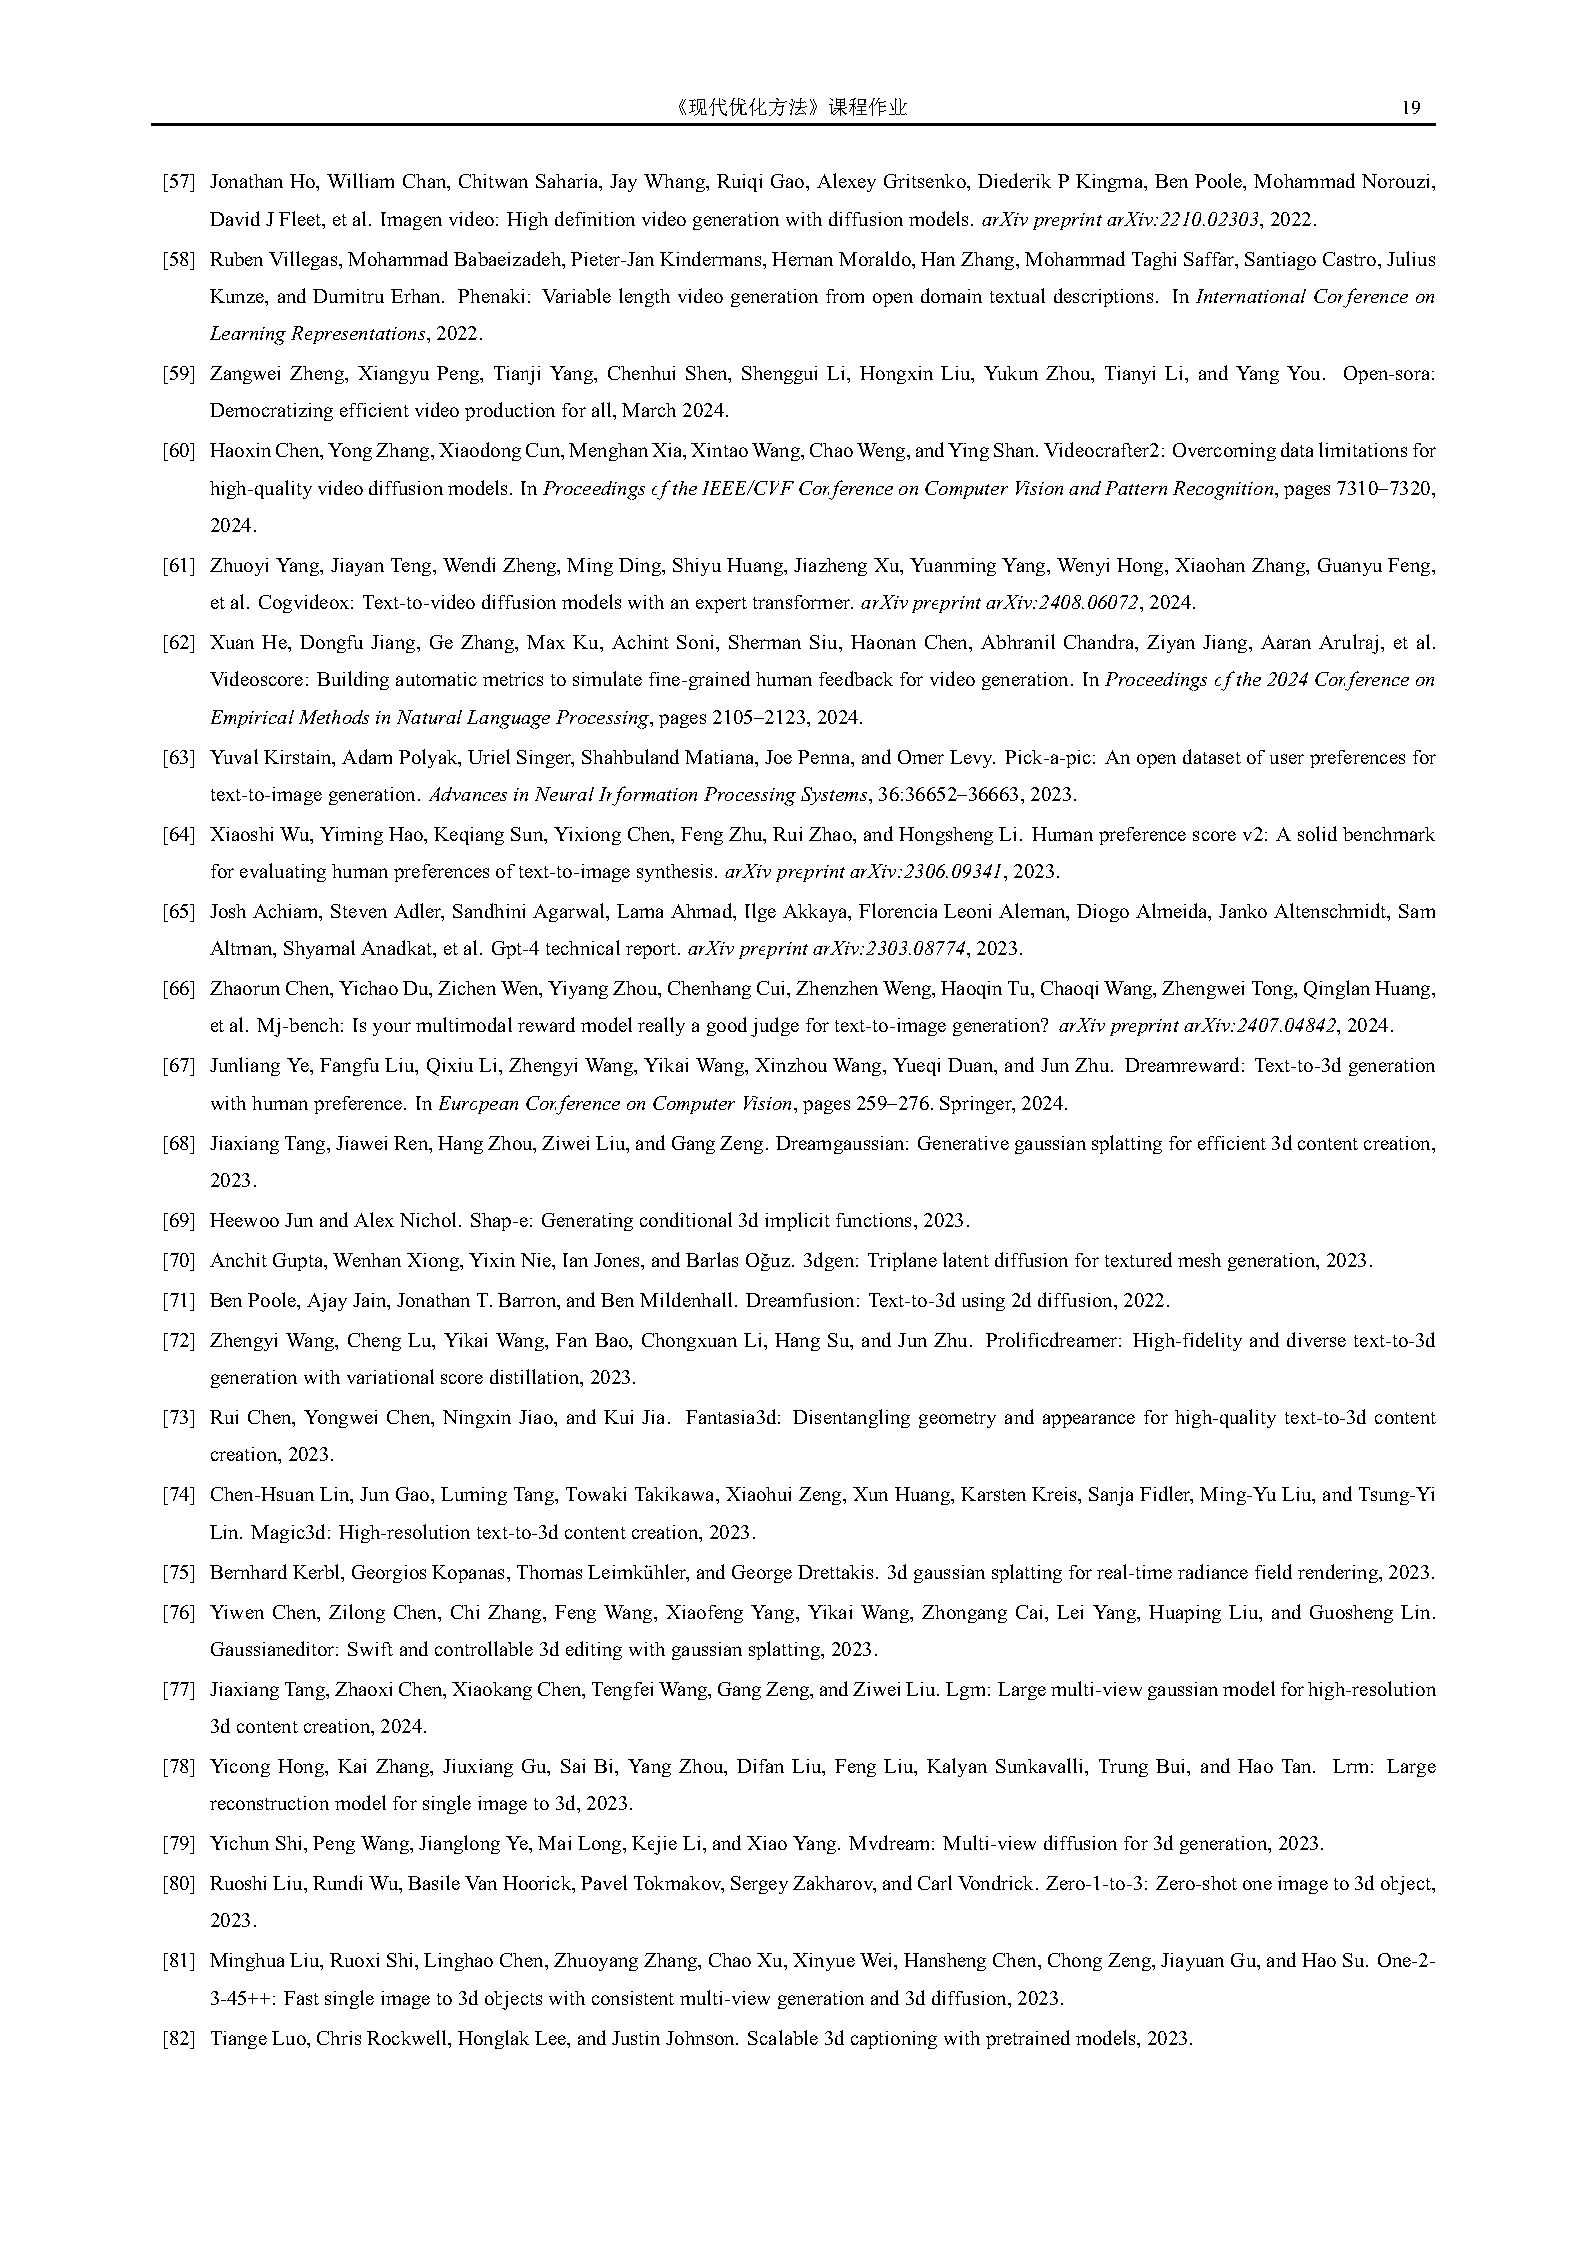 《现代优化方法》课程作业 19
[57] Jonathan Ho, William Chan, Chitwan Saharia, Jay Whang, Ruiqi Gao, Alexey Gritsenko, Diederik P Kingma, Ben Poole, Mohammad Norouzi,
David J Fleet, et al. Imagen video: High definition video generation with diffusion models. arXiv preprint arXiv:2210.02303, 2022.
[58] Ruben Villegas, Mohammad Babaeizadeh, Pieter-Jan Kindermans, Hernan Moraldo, Han Zhang, Mohammad Taghi Saffar, Santiago Castro, Julius
Kunze, and Dumitru Erhan. Phenaki: Variable length video generation from open domain textual descriptions. In International Conference on
Learning Representations, 2022.
[59] Zangwei Zheng, Xiangyu Peng, Tianji Yang, Chenhui Shen, Shenggui Li, Hongxin Liu, Yukun Zhou, Tianyi Li, and Yang You. Open-sora:
Democratizing efficient video production for all, March 2024.
[60] Haoxin Chen, Yong Zhang, Xiaodong Cun, Menghan Xia, Xintao Wang, Chao Weng, and Ying Shan. Videocrafter2: Overcoming data limitations for
high-quality video diffusion models. In Proceedings of the IEEE/CVF Conference on Computer Vision and Pattern Recognition, pages 7310–7320,
2024.
[61] Zhuoyi Yang, Jiayan Teng, Wendi Zheng, Ming Ding, Shiyu Huang, Jiazheng Xu, Yuanming Yang, Wenyi Hong, Xiaohan Zhang, Guanyu Feng,
et al. Cogvideox: Text-to-video diffusion models with an expert transformer. arXiv preprint arXiv:2408.06072, 2024.
[62] Xuan He, Dongfu Jiang, Ge Zhang, Max Ku, Achint Soni, Sherman Siu, Haonan Chen, Abhranil Chandra, Ziyan Jiang, Aaran Arulraj, et al.
Videoscore: Building automatic metrics to simulate fine-grained human feedback for video generation. In Proceedings of the 2024 Conference on
Empirical Methods in Natural Language Processing, pages 2105–2123, 2024.
[63] Yuval Kirstain, Adam Polyak, Uriel Singer, Shahbuland Matiana, Joe Penna, and Omer Levy. Pick-a-pic: An open dataset of user preferences for
text-to-image generation. Advances in Neural Information Processing Systems, 36:36652–36663, 2023.
[64] Xiaoshi Wu, Yiming Hao, Keqiang Sun, Yixiong Chen, Feng Zhu, Rui Zhao, and Hongsheng Li. Human preference score v2: A solid benchmark
for evaluating human preferences of text-to-image synthesis. arXiv preprint arXiv:2306.09341, 2023.
[65] Josh Achiam, Steven Adler, Sandhini Agarwal, Lama Ahmad, Ilge Akkaya, Florencia Leoni Aleman, Diogo Almeida, Janko Altenschmidt, Sam
Altman, Shyamal Anadkat, et al. Gpt-4 technical report. arXiv preprint arXiv:2303.08774, 2023.
[66] Zhaorun Chen, Yichao Du, Zichen Wen, Yiyang Zhou, Chenhang Cui, Zhenzhen Weng, Haoqin Tu, Chaoqi Wang, Zhengwei Tong, Qinglan Huang,
et al. Mj-bench: Is your multimodal reward model really a good judge for text-to-image generation? arXiv preprint arXiv:2407.04842, 2024.
[67] Junliang Ye, Fangfu Liu, Qixiu Li, Zhengyi Wang, Yikai Wang, Xinzhou Wang, Yueqi Duan, and Jun Zhu. Dreamreward: Text-to-3d generation
with human preference. In European Conference on Computer Vision, pages 259–276. Springer, 2024.
[68] Jiaxiang Tang, Jiawei Ren, Hang Zhou, Ziwei Liu, and Gang Zeng. Dreamgaussian: Generative gaussian splatting for efficient 3d content creation,
2023.
[69] Heewoo Jun and Alex Nichol. Shap-e: Generating conditional 3d implicit functions, 2023.
[70] Anchit Gupta, Wenhan Xiong, Yixin Nie, Ian Jones, and Barlas Oğuz. 3dgen: Triplane latent diffusion for textured mesh generation, 2023.
[71] Ben Poole, Ajay Jain, Jonathan T. Barron, and Ben Mildenhall. Dreamfusion: Text-to-3d using 2d diffusion, 2022.
[72] Zhengyi Wang, Cheng Lu, Yikai Wang, Fan Bao, Chongxuan Li, Hang Su, and Jun Zhu. Prolificdreamer: High-fidelity and diverse text-to-3d
generation with variational score distillation, 2023.
[73] Rui Chen, Yongwei Chen, Ningxin Jiao, and Kui Jia. Fantasia3d: Disentangling geometry and appearance for high-quality text-to-3d content
creation, 2023.
[74] Chen-Hsuan Lin, Jun Gao, Luming Tang, Towaki Takikawa, Xiaohui Zeng, Xun Huang, Karsten Kreis, Sanja Fidler, Ming-Yu Liu, and Tsung-Yi
Lin. Magic3d: High-resolution text-to-3d content creation, 2023.
[75] Bernhard Kerbl, Georgios Kopanas, Thomas Leimkühler, and George Drettakis. 3d gaussian splatting for real-time radiance field rendering, 2023.
[76] Yiwen Chen, Zilong Chen, Chi Zhang, Feng Wang, Xiaofeng Yang, Yikai Wang, Zhongang Cai, Lei Yang, Huaping Liu, and Guosheng Lin.
Gaussianeditor: Swift and controllable 3d editing with gaussian splatting, 2023.
[77] Jiaxiang Tang, Zhaoxi Chen, Xiaokang Chen, Tengfei Wang, Gang Zeng, and Ziwei Liu. Lgm: Large multi-view gaussian model for high-resolution
3d content creation, 2024.
[78] Yicong Hong, Kai Zhang, Jiuxiang Gu, Sai Bi, Yang Zhou, Difan Liu, Feng Liu, Kalyan Sunkavalli, Trung Bui, and Hao Tan. Lrm: Large
reconstruction model for single image to 3d, 2023.
[79] Yichun Shi, Peng Wang, Jianglong Ye, Mai Long, Kejie Li, and Xiao Yang. Mvdream: Multi-view diffusion for 3d generation, 2023.
[80] Ruoshi Liu, Rundi Wu, Basile Van Hoorick, Pavel Tokmakov, Sergey Zakharov, and Carl Vondrick. Zero-1-to-3: Zero-shot one image to 3d object,
2023.
[81] Minghua Liu, Ruoxi Shi, Linghao Chen, Zhuoyang Zhang, Chao Xu, Xinyue Wei, Hansheng Chen, Chong Zeng, Jiayuan Gu, and Hao Su. One-2-
3-45++: Fast single image to 3d objects with consistent multi-view generation and 3d diffusion, 2023.
[82] Tiange Luo, Chris Rockwell, Honglak Lee, and Justin Johnson. Scalable 3d captioning with pretrained models, 2023.